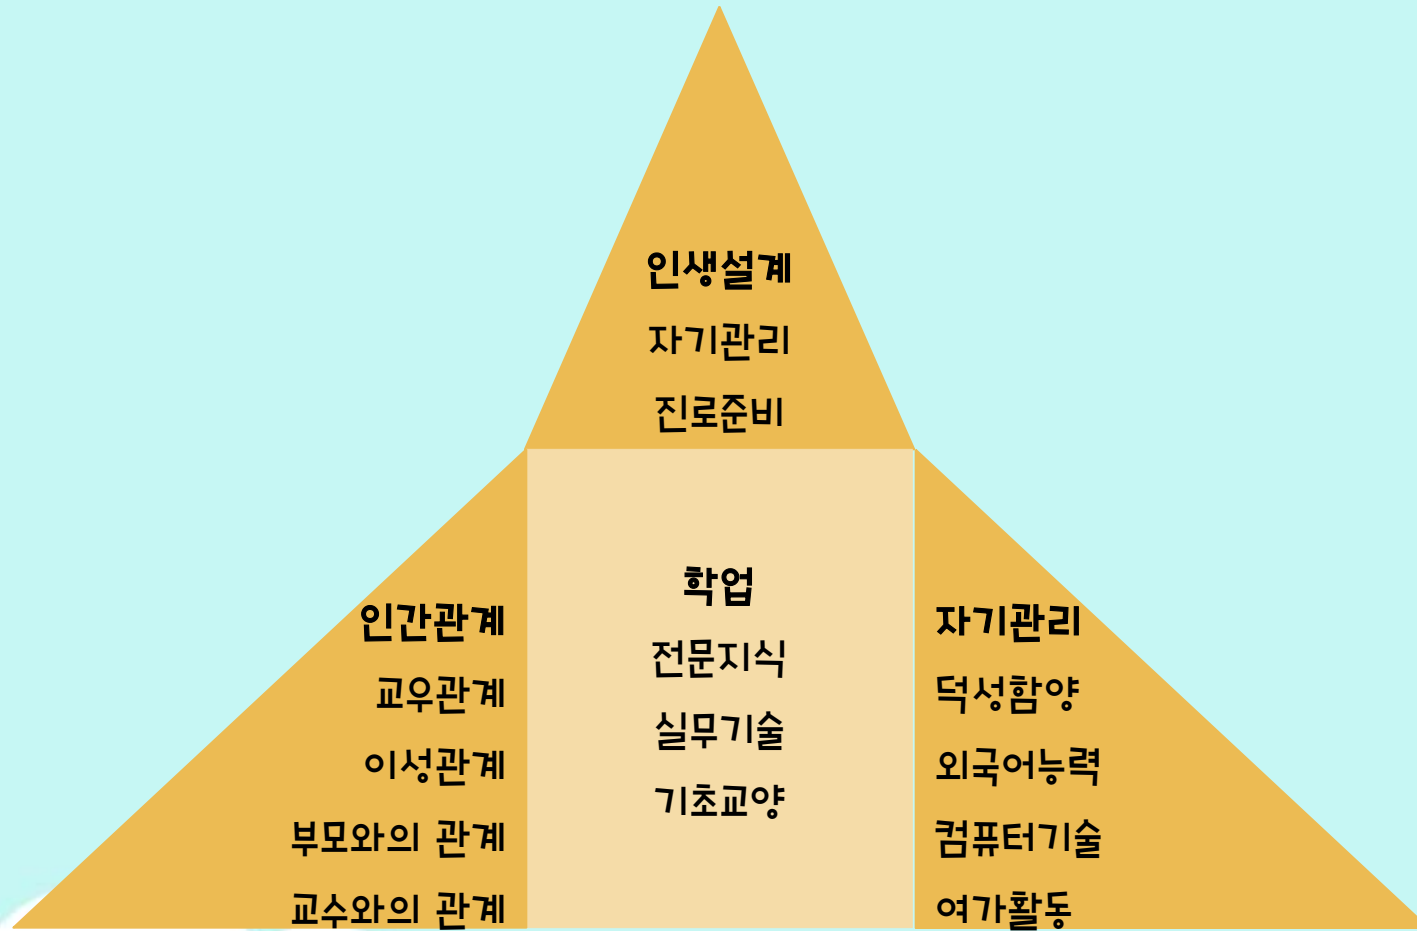 인생설계
자기관리
진로준비
인간관계
교우관계
이성관계
부모와의 관계
교수와의 관계
학업
전문지식
실무기술
기초교양
자기관리
덕성함양
외국어능력
컴퓨터기술
여가활동